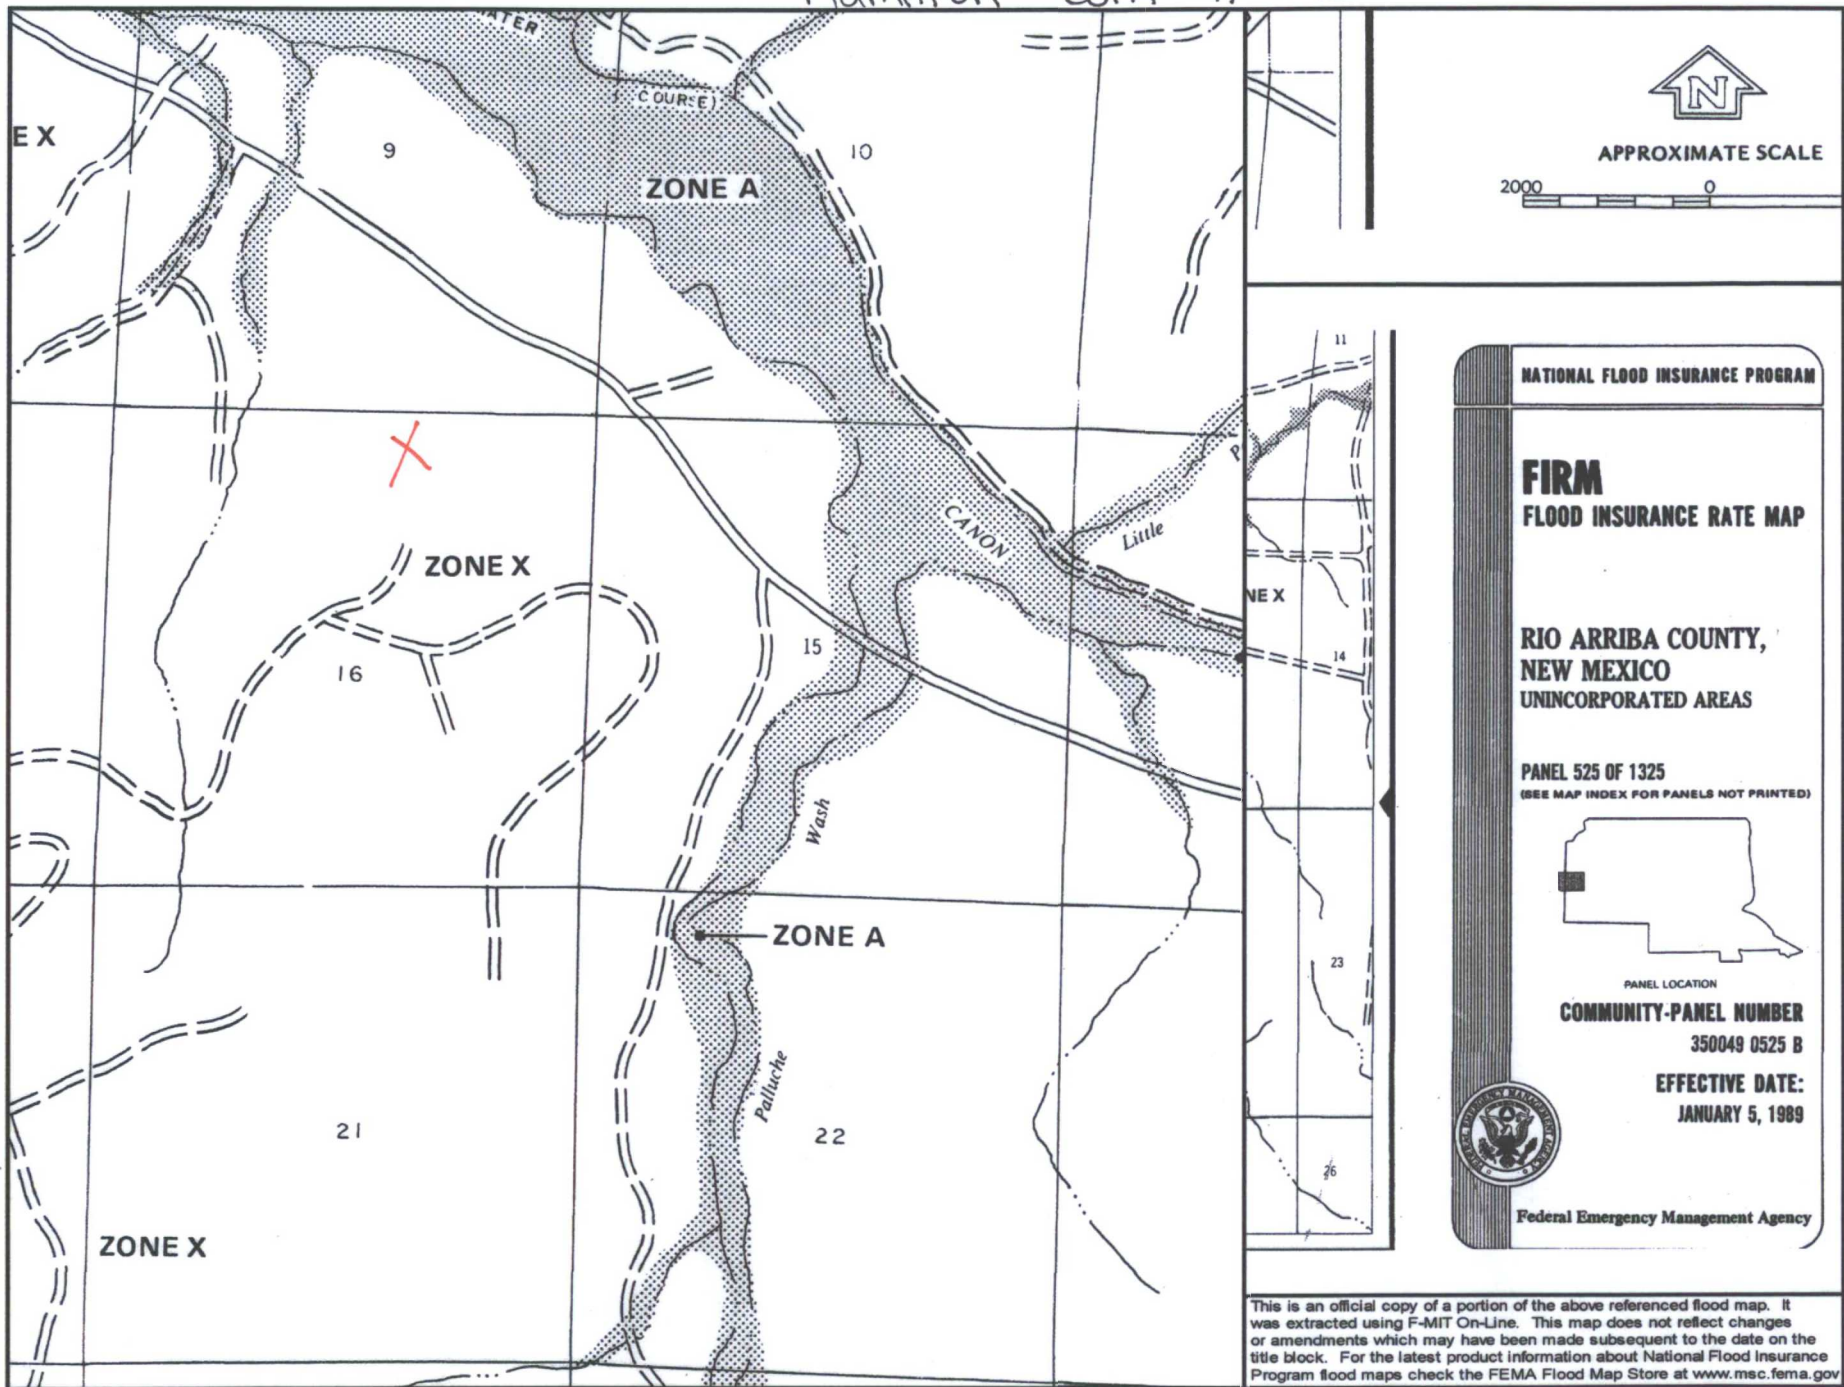 WATER
COURSE)
E X
9
10
ZONE A
CANON
Little
ZONE X
15
16
Wash
ZONE A
Palluche
21
22
ZONE X
N
APPROXIMATE SCALE
2000 0
11
P
NE X
14
23
26
NATIONAL FLOOD INSURANCE PROGRAM
FIRM
FLOOD INSURANCE RATE MAP
RIO ARRIBA COUNTY,
NEW MEXICO
UNINCORPORATED AREAS
PANEL 525 OF 1325
(SEE MAP INDEX FOR PANELS NOT PRINTED)
PANEL LOCATION
COMMUNITY-PANEL NUMBER
350049 0525 B
EFFECTIVE DATE:
JANUARY 5, 1989
FEDERAL EMERGENCY MANAGEMENT AGENCY
Federal Emergency Management Agency
This is an official copy of a portion of the above referenced flood map. It
was extracted using F-MIT On-Line. This map does not reflect changes
or amendments which may have been made subsequent to the date on the
title block. For the latest product information about National Flood Insurance
Program flood maps check the FEMA Flood Map Store at www.msc.fema.gov